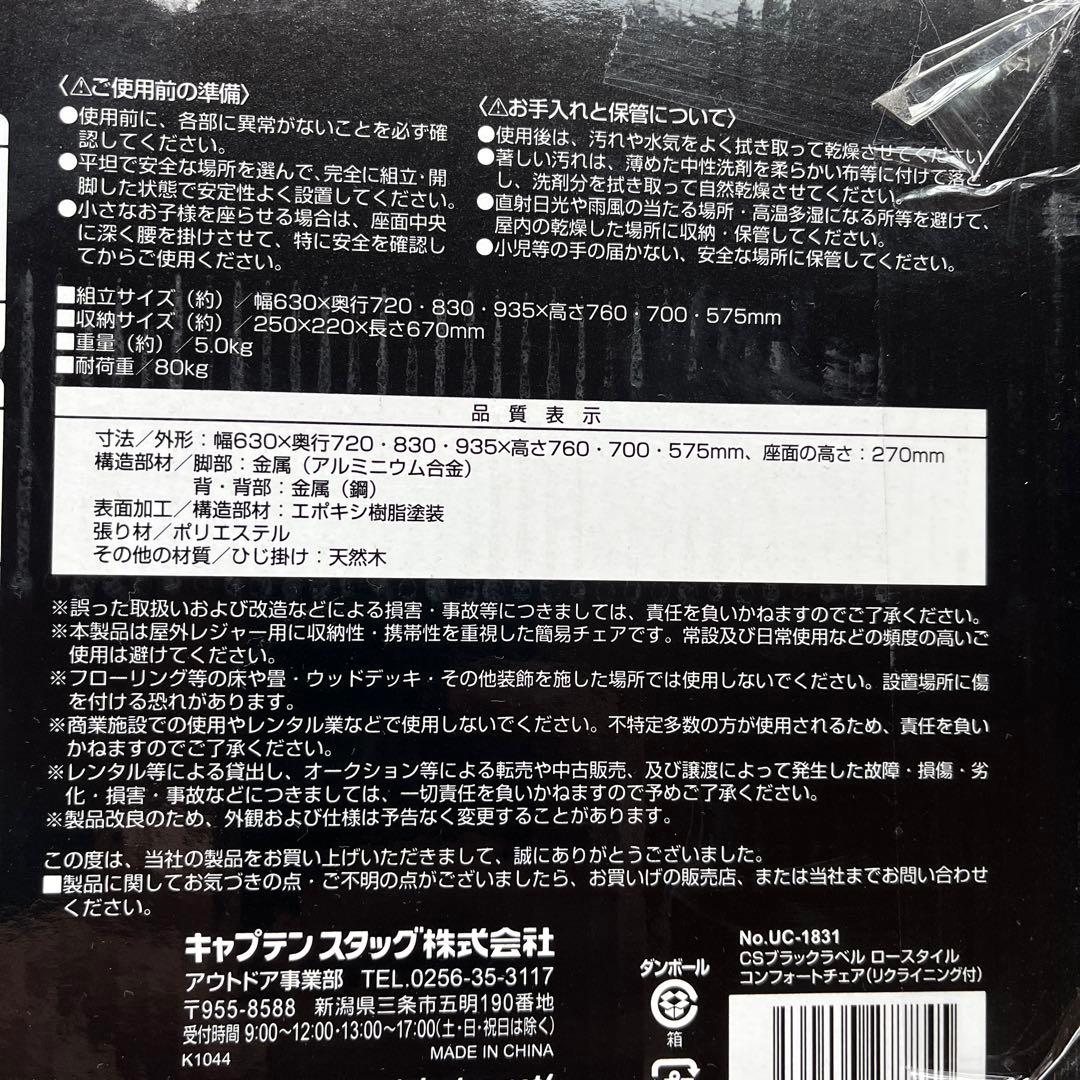 〈⚠ご使用前の準備〉
●使用前に、各部に異常がないことを必ず確
認してください。
●平坦で安全な場所を選んで、完全に組立・開
脚した状態で安定性よく設置してください。
●小さなお子様を座らせる場合は、座面中央
に深く腰を掛けさせて、特に安全を確認し
てからご使用ください。
〈⚠お手入れと保管について〉
●使用後は、汚れや水気をよく拭き取って乾燥させてください。
●著しい汚れは、薄めた中性洗剤を柔らかい布等に付けて落と
し、洗剤分を拭き取って自然乾燥させてください。
●直射日光や雨風の当たる場所・高温多湿になる所等を避けて、
屋内の乾燥した場所に収納・保管してください。
●小児等の手の届かない、安全な場所に保管してください。
■組立サイズ（約）／幅630×奥行720・830・935×高さ760・700・575mm
■収納サイズ（約）／250×220×長さ670mm
■重量（約）／5.0kg
■耐荷重／80kg
品質表示
寸法／外形：幅630×奥行720・830・935×高さ760・700・575mm、座面の高さ：270mm
構造部材／脚部：金属（アルミニウム合金）
背・背部：金属（鋼）
表面加工／構造部材：エポキシ樹脂塗装
張り材／ポリエステル
その他の材質／ひじ掛け：天然木
※誤った取扱いおよび改造などによる損害・事故等につきましては、責任を負いかねますのでご了承ください。
※本製品は屋外レジャー用に収納性・携帯性を重視した簡易チェアです。常設及び日常使用などの頻度の高いご
使用は避けてください。
※フローリング等の床や畳・ウッドデッキ・その他装飾を施した場所では使用しないでください。設置場所に傷
を付ける恐れがあります。
※商業施設での使用やレンタル業などで使用しないでください。不特定多数の方が使用されるため、責任を負い
かねますのでご了承ください。
※レンタル等による貸出し、オークション等による転売や中古販売、及び譲渡によって発生した故障・損傷・劣
化・損害・事故などにつきましては、一切責任を負いかねますので予めご了承ください。
※製品改良のため、外観および仕様は予告なく変更することがあります。
この度は、当社の製品をお買い上げいただきまして、誠にありがとうございました。
■製品に関してお気づきの点・ご不明の点がございましたら、お買いげの販売店、または当社までお問い合わせ
ください。
キャプテンスタッグ株式会社
アウトドア事業部 TEL.0256-35-3117
〒955-8588 新潟県三条市五明190番地
受付時間 9:00～12:00・13:00～17:00(土・日・祝日は除く)
K1044 MADE IN CHINA
ダンボール
箱
No.UC-1831
CSブラックラベル ロースタイル
コンフォートチェア(リクライニング付)